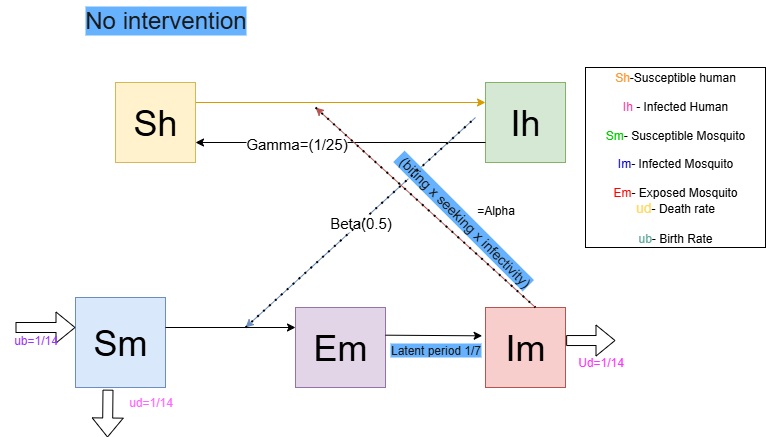 No intervention
Sh
Ih
Gamma=(1/25)
(biting x seeking x infectivity)
=Alpha
Beta(0.5)
Sm
Em
Im
ub=1/14
ud=1/14
Latent period 1/7
Ud=1/14
Sh-Susceptible human
Ih - Infected Human
Sm- Susceptible Mosquito
Im- Infected Mosquito
Em- Exposed Mosquito
ud- Death rate
ub- Birth Rate